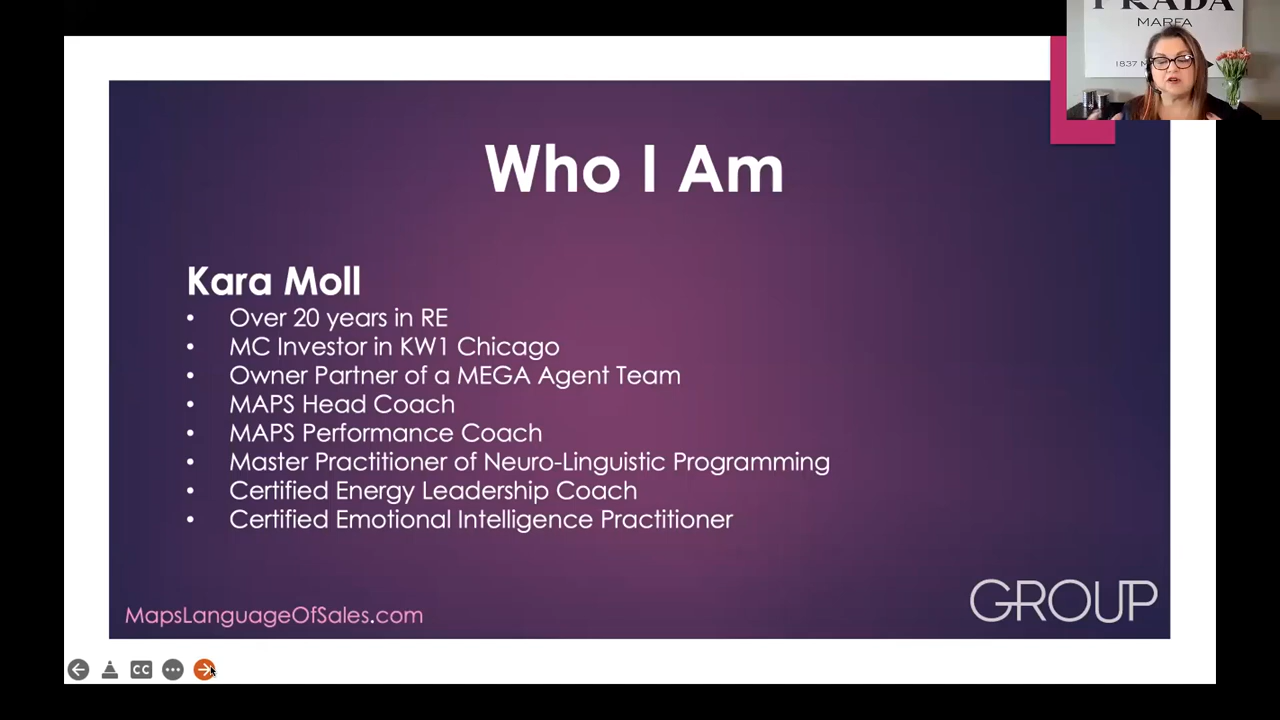 PRADA
MARFA
1837
Who I Am
Kara Moll
• Over 20 years in RE
• MC Investor in KW1 Chicago
• Owner Partner of a MEGA Agent Team
• MAPS Head Coach
• MAPS Performance Coach
• Master Practitioner of Neuro-Linguistic Programming
• Certified Energy Leadership Coach
• Certified Emotional Intelligence Practitioner
MapsLanguageOfSales.com
GROUP
CC